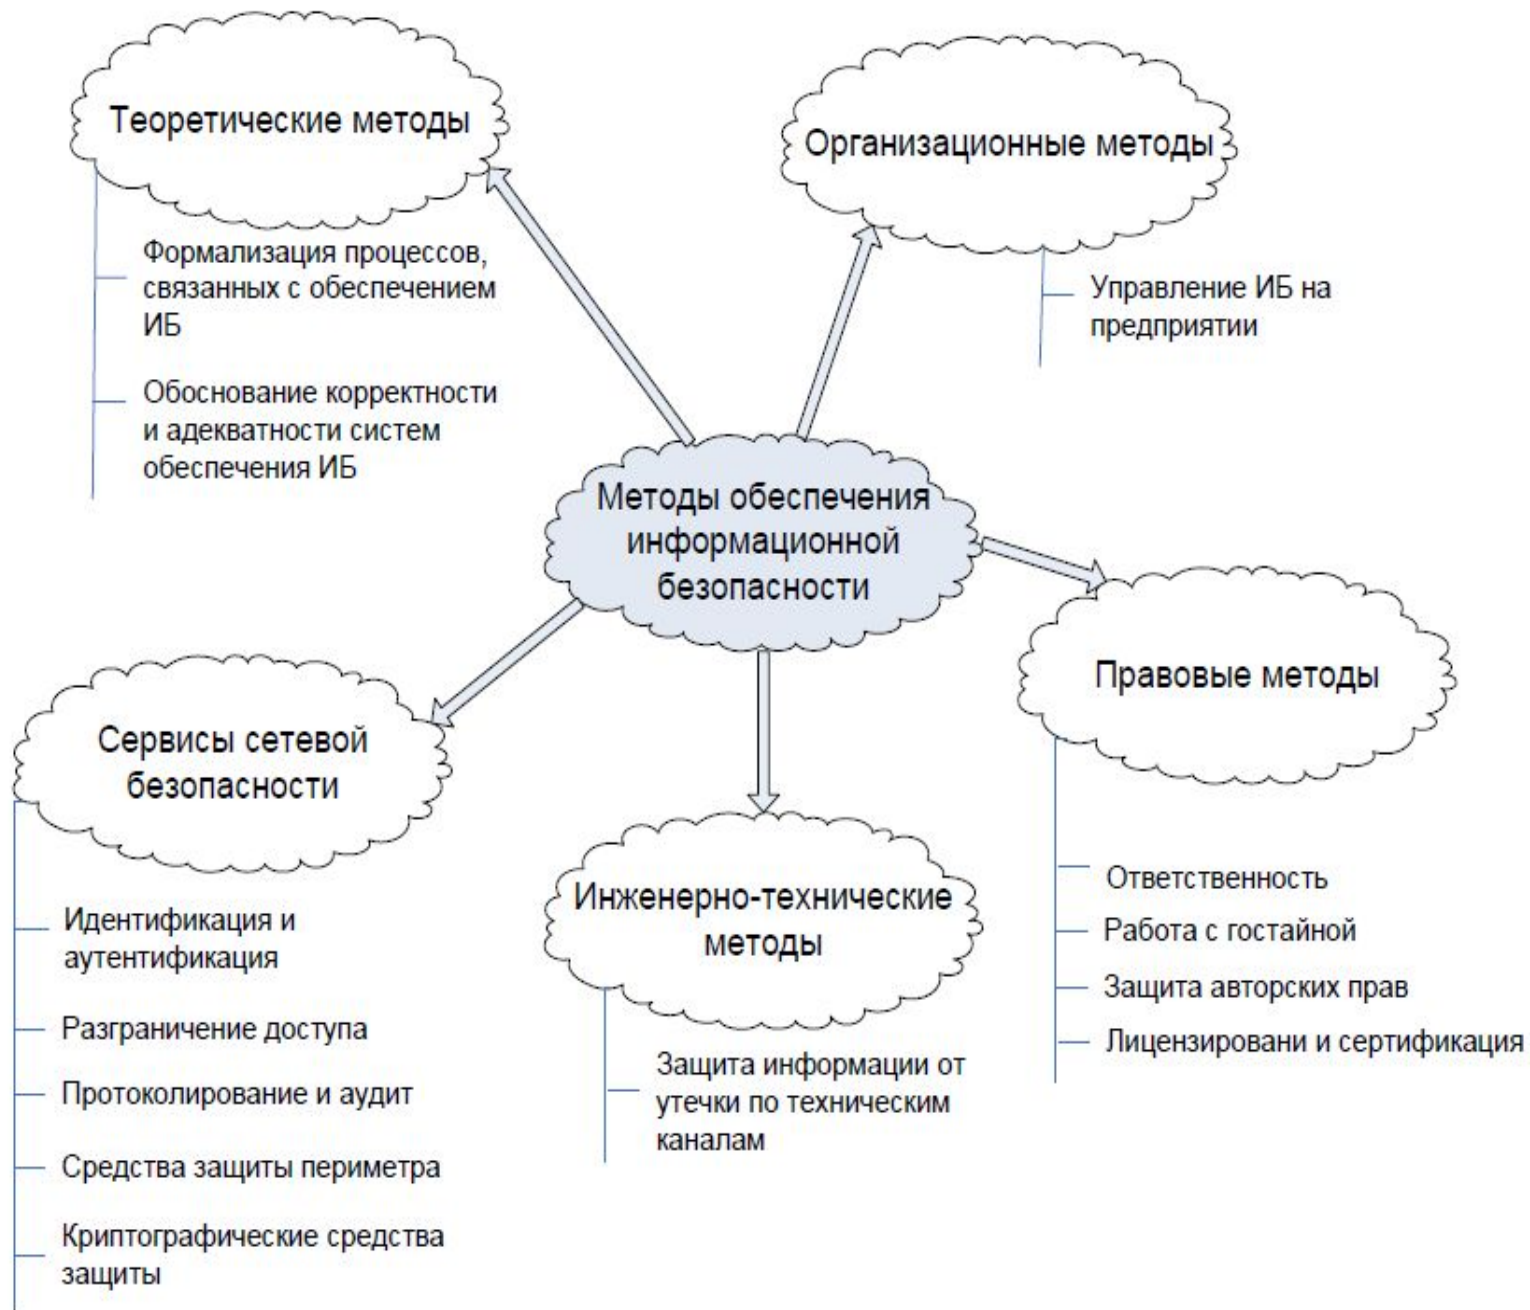 Теоретические методы
Формализация процессов,
связанных с обеспечением
ИБ
Обоснование корректности
и адекватности систем
обеспечения ИБ
Организационные методы
Управление ИБ на
предприятии
Методы обеспечения
информационной
безопасности
Правовые методы
Ответственность
Работа с гостайной
Защита авторских прав
Лицензировани и сертификация
Сервисы сетевой
безопасности
Идентификация и
аутентификация
Разграничение доступа
Протоколирование и аудит
Средства защиты периметра
Криптографические средства
защиты
Инженерно-технические
методы
Защита информации от
утечки по техническим
каналам